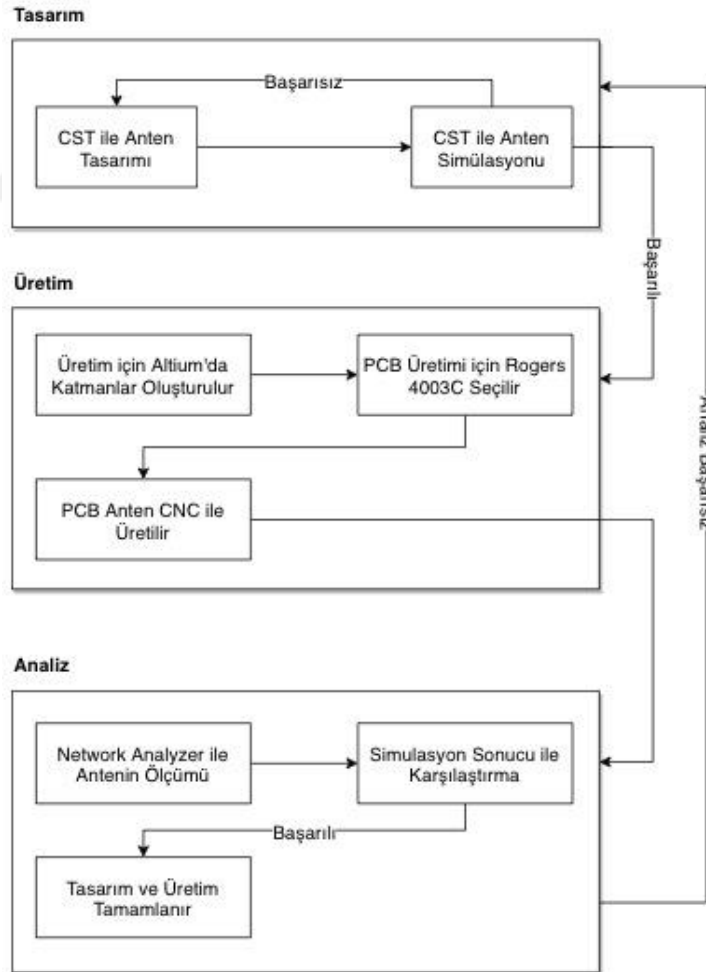 Tasarım
Başarısız
CST ile Anten
Tasarımı
CST ile Anten
Simülasyonu
Başarılı
Üretim
Üretim için Altium'da
Katmanlar Oluşturulur
PCB Üretimi için Rogers
4003C Seçilir
PCB Anten CNC ile
Üretilir
Analiz Başarısız
Analiz
Network Analyzer ile
Antenin Ölçümü
Simulasyon Sonucu ile
Karşılaştırma
Başarılı
Tasarım ve Üretim
Tamamlanır